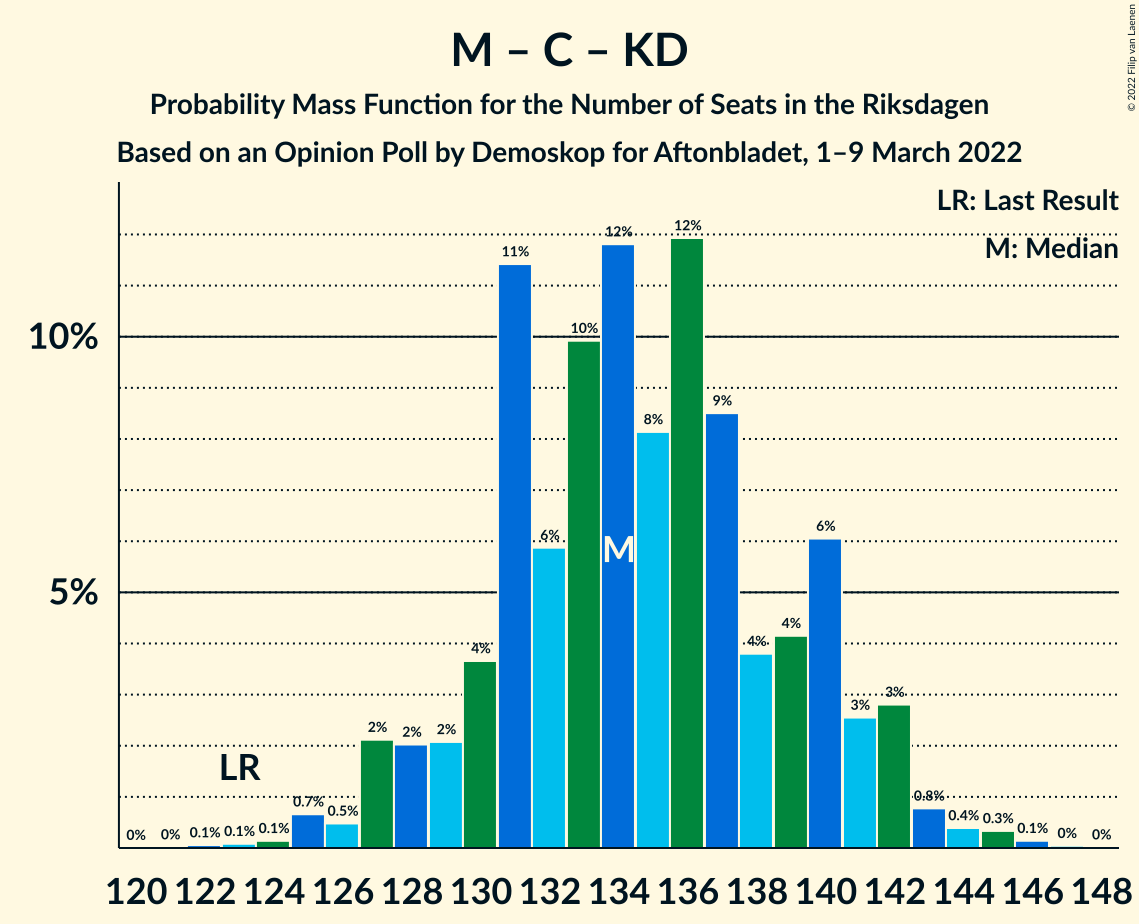 M – C – KD
Probability Mass Function for the Number of Seats in the Riksdagen
Based on an Opinion Poll by Demoskop for Aftonbladet, 1–9 March 2022
© 2022 Filip van Laenen
LR: Last Result
M: Median
10%
5%
0% 0% 0.1% 0.1% 0.1% 0.7% 0.5% 2% 2% 2% 4% 11% 6% 10% 12% 8% 12% 9% 4% 4% 6% 3% 3% 0.8% 0.4% 0.3% 0.1% 0% 0%
M
LR
120 122 124 126 128 130 132 134 136 138 140 142 144 146 148